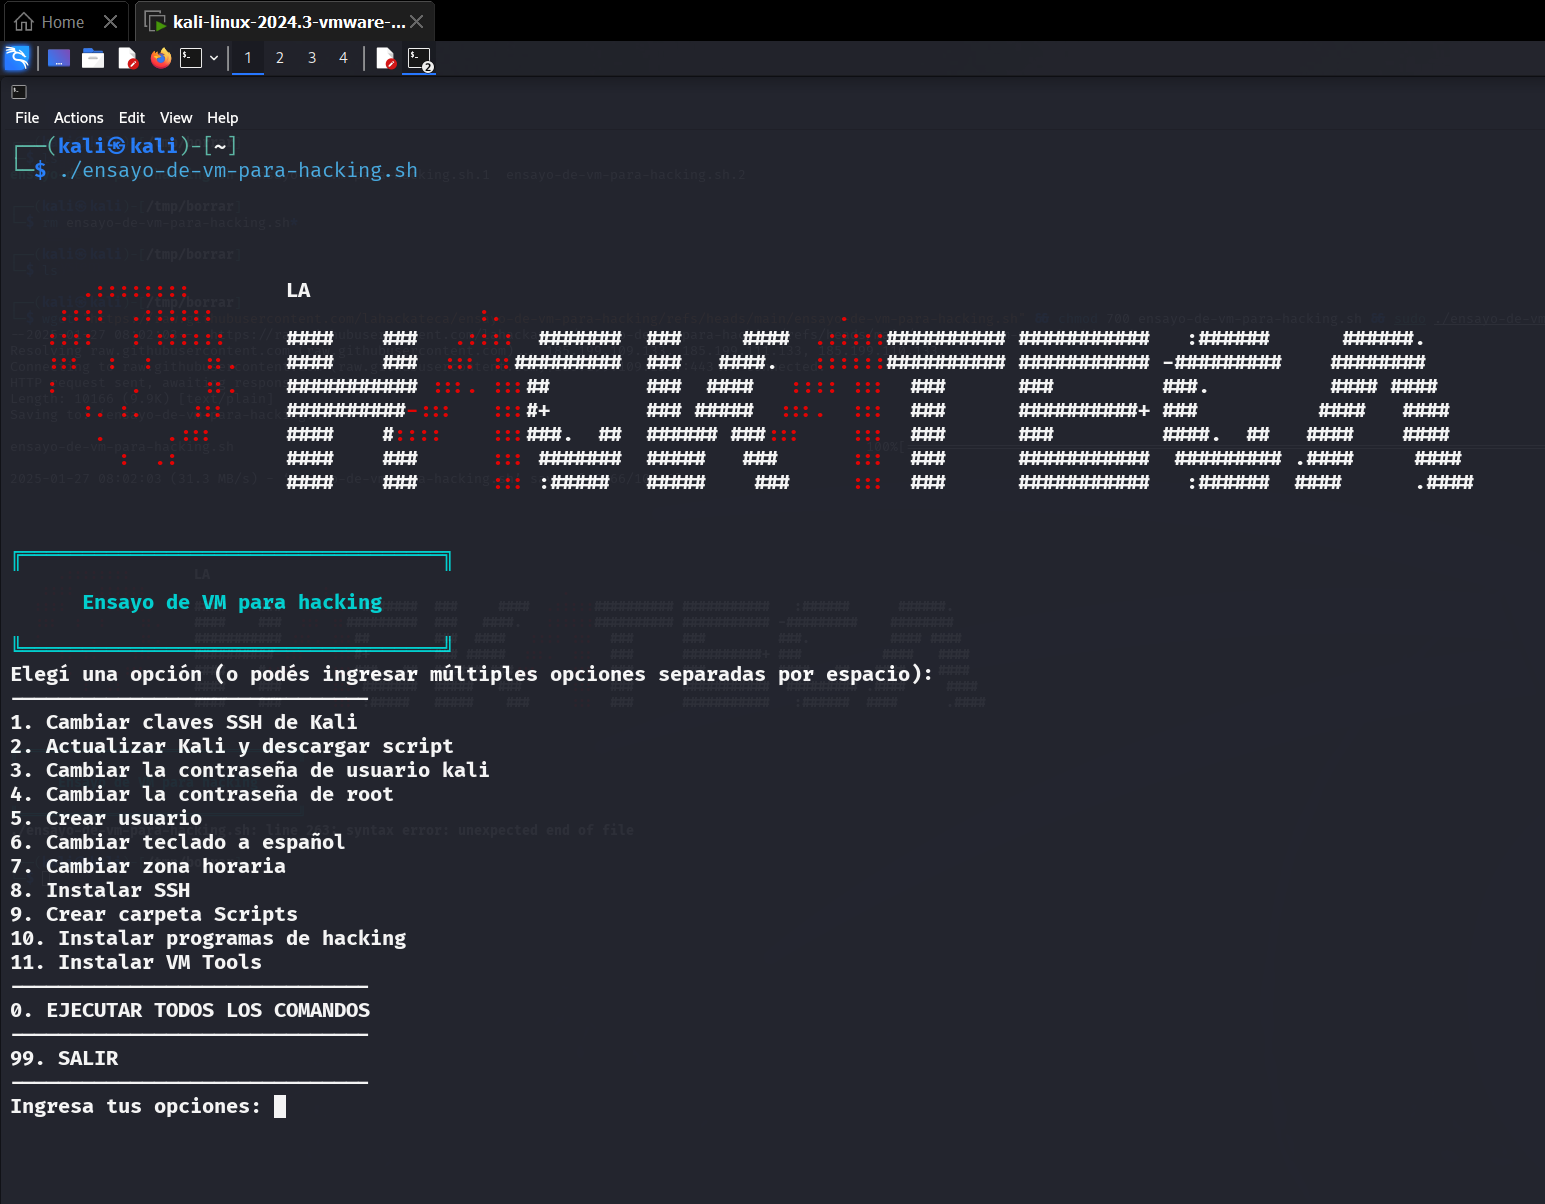 Home
kali-linux-2024.3-vmware-...
1 2 3 4 2
File Actions Edit View Help
┌──(kali㉿kali)-[~]
└─$ ./ensayo-de-vm-para-hacking.sh
LA
HACKATECA
Ensayo de VM para hacking
Elegí una opción (o podés ingresar múltiples opciones separadas por espacio):
------------------------------
1. Cambiar claves SSH de Kali
2. Actualizar Kali y descargar script
3. Cambiar la contraseña de usuario kali
4. Cambiar la contraseña de root
5. Crear usuario
6. Cambiar teclado a español
7. Cambiar zona horaria
8. Instalar SSH
9. Crear carpeta Scripts
10. Instalar programas de hacking
11. Instalar VM Tools
------------------------------
0. EJECUTAR TODOS LOS COMANDOS
------------------------------
99. SALIR
------------------------------
Ingresa tus opciones: